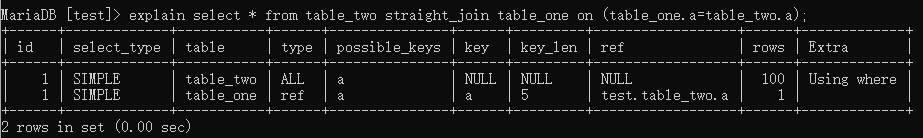 MariaDB [test]> explain select * from table_two straight_join table_one on (table_one.a=table_two.a);
+------+-------------+-----------+------+---------------+------+---------+------------------+------+-------------+
| id   | select_type | table     | type | possible_keys | key  | key_len | ref              | rows | Extra       |
+------+-------------+-----------+------+---------------+------+---------+------------------+------+-------------+
|    1 | SIMPLE      | table_two | ALL  | a             | NULL | NULL    | NULL             |  100 | Using where |
|    1 | SIMPLE      | table_one | ref  | a             | a    | 5       | test.table_two.a |    1 |             |
+------+-------------+-----------+------+---------------+------+---------+------------------+------+-------------+
2 rows in set (0.00 sec)